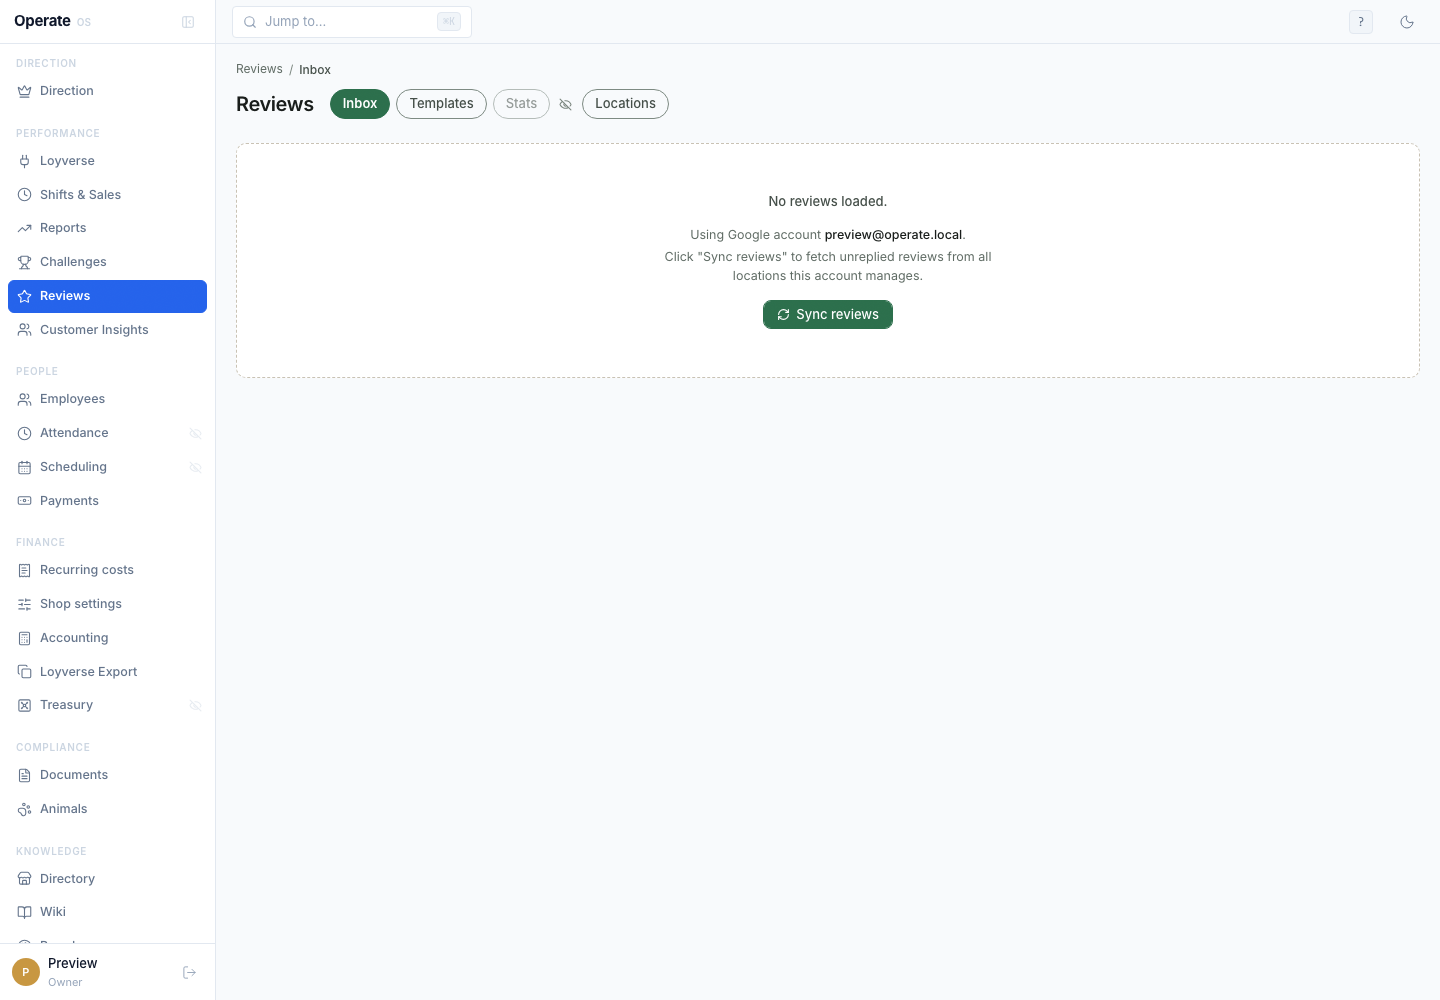 Operate OS
Jump to...
⌘K
?
DIRECTION
Direction
PERFORMANCE
Loyverse
Shifts & Sales
Reports
Challenges
Reviews
Customer Insights
PEOPLE
Employees
Attendance
Scheduling
Payments
FINANCE
Recurring costs
Shop settings
Accounting
Loyverse Export
Treasury
COMPLIANCE
Documents
Animals
KNOWLEDGE
Directory
Wiki
P
Preview
Owner
Reviews / Inbox
Reviews
Inbox
Templates
Stats
Locations
No reviews loaded.
Using Google account preview@operate.local.
Click "Sync reviews" to fetch unreplied reviews from all
locations this account manages.
Sync reviews